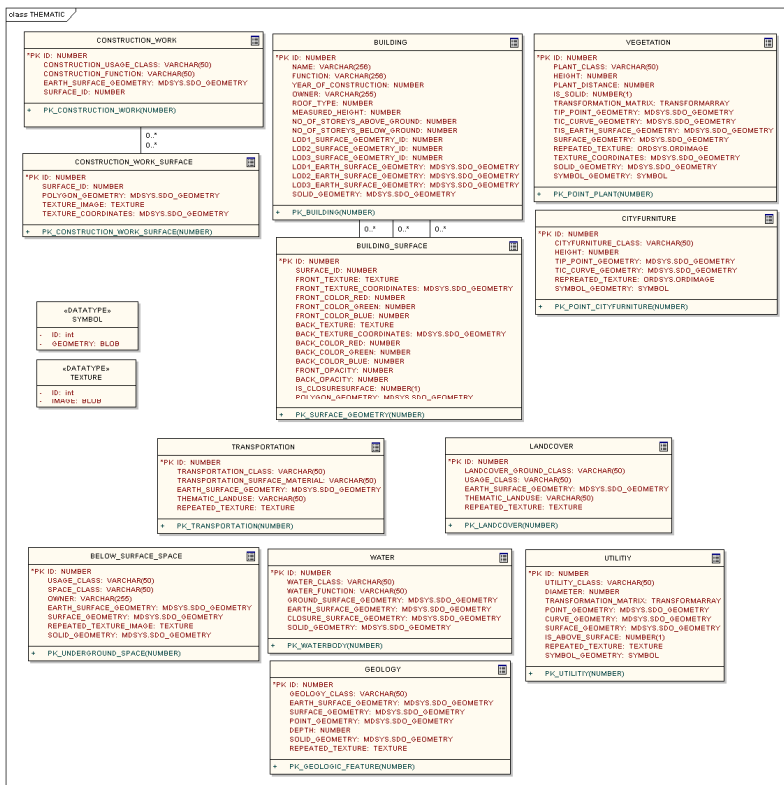 class THEMATIC
CONSTRUCTION_WORK
*PK ID: NUMBER
CONSTRUCTION_USAGE_CLASS: VARCHAR(50)
CONSTRUCTION_FUNCTION: VARCHAR(50)
EARTH_SURFACE_GEOMETRY: MDSYS.SDO_GEOMETRY
SURFACE_ID: NUMBER
+ PK_CONSTRUCTION_WORK(NUMBER)
0..*
0..*
CONSTRUCTION_WORK_SURFACE
*PK ID: NUMBER
SURFACE_ID: NUMBER
POLYGON_GEOMETRY: MDSYS.SDO_GEOMETRY
TEXTURE_IMAGE: TEXTURE
TEXTURE_COORDINATES: MDSYS.SDO_GEOMETRY
+ PK_CONSTRUCTION_WORK_SURFACE(NUMBER)
BUILDING
*PK ID: NUMBER
NAME: VARCHAR(256)
FUNCTION: VARCHAR(256)
YEAR_OF_CONSTRUCTION: NUMBER
OWNER: VARCHAR(255)
ROOF_TYPE: NUMBER
MEASURED_HEIGHT: NUMBER
NO_OF_STOREYS_ABOVE_GROUND: NUMBER
NO_OF_STOREYS_BELOW_GROUND: NUMBER
LOD1_SURFACE_GEOMETRY_ID: NUMBER
LOD2_SURFACE_GEOMETRY_ID: NUMBER
LOD3_SURFACE_GEOMETRY_ID: NUMBER
LOD1_EARTH_SURFACE_GEOMETRY: MDSYS.SDO_GEOMETRY
LOD2_EARTH_SURFACE_GEOMETRY: MDSYS.SDO_GEOMETRY
LOD3_EARTH_SURFACE_GEOMETRY: MDSYS.SDO_GEOMETRY
SOLID_GEOMETRY: MDSYS.SDO_GEOMETRY
+ PK_BUILDING(NUMBER)
0..* 0..* 0..*
BUILDING_SURFACE
*PK ID: NUMBER
SURFACE_ID: NUMBER
FRONT_TEXTURE: TEXTURE
FRONT_TEXTURE_COORIDINATES: MDSYS.SDO_GEOMETRY
FRONT_COLOR_RED: NUMBER
FRONT_COLOR_GREEN: NUMBER
FRONT_COLOR_BLUE: NUMBER
BACK_TEXTURE: TEXTURE
BACK_TEXTURE_COORDINATES: MDSYS.SDO_GEOMETRY
BACK_COLOR_RED: NUMBER
BACK_COLOR_GREEN: NUMBER
BACK_COLOR_BLUE: NUMBER
FRONT_OPACITY: NUMBER
BACK_OPACITY: NUMBER
IS_CLOSURESURFACE: NUMBER(1)
POLYGON_GEOMETRY: MDSYS.SDO_GEOMETRY
+ PK_SURFACE_GEOMETRY(NUMBER)
VEGETATION
*PK ID: NUMBER
PLANT_CLASS: VARCHAR(50)
HEIGHT: NUMBER
PLANT_DISTANCE: NUMBER
IS_SOLID: NUMBER(1)
TRANSFORMATION_MATRIX: TRANSFORMARRAY
TIP_POINT_GEOMETRY: MDSYS.SDO_GEOMETRY
TIC_CURVE_GEOMETRY: MDSYS.SDO_GEOMETRY
TIS_EARTH_SURFACE_GEOMETRY: MDSYS.SDO_GEOMETRY
SURFACE_GEOMETRY: MDSYS.SDO_GEOMETRY
REPEATED_TEXTURE: ORDSYS.ORDIMAGE
TEXTURE_COORDINATES: MDSYS.SDO_GEOMETRY
SOLID_GEOMETRY: MDSYS.SDO_GEOMETRY
SYMBOL_GEOMETRY: SYMBOL
+ PK_POINT_PLANT(NUMBER)
CITYFURNITURE
*PK ID: NUMBER
CITYFURNITURE_CLASS: VARCHAR(50)
HEIGHT: NUMBER
TIP_POINT_GEOMETRY: MDSYS.SDO_GEOMETRY
TIC_CURVE_GEOMETRY: MDSYS.SDO_GEOMETRY
REPREATED_TEXTURE: ORDSYS.ORDIMAGE
SYMBOL_GEOMETRY: SYMBOL
+ PK_POINT_CITYFURNITURE(NUMBER)
«DATATYPE»
SYMBOL
- ID: int
- GEOMETRY: BLOB
«DATATYPE»
TEXTURE
- ID: int
- IMAGE: BLOB
TRANSPORTATION
*PK ID: NUMBER
TRANSPORTATION_CLASS: VARCHAR(50)
TRANSPORTATION_SURFACE_MATERIAL: VARCHAR(50)
EARTH_SURFACE_GEOMETRY: MDSYS.SDO_GEOMETRY
THEMATIC_LANDUSE: VARCHAR(50)
REPEATED_TEXTURE: TEXTURE
+ PK_TRANSPORTATION(NUMBER)
LANDCOVER
*PK ID: NUMBER
LANDCOVER_GROUND_CLASS: VARCHAR(50)
USAGE_CLASS: VARCHAR(50)
EARTH_SURFACE_GEOMETRY: MDSYS.SDO_GEOMETRY
THEMATIC_LANDUSE: VARCHAR(50)
REPEATED_TEXTURE: TEXTURE
+ PK_LANDCOVER(NUMBER)
BELOW_SURFACE_SPACE
*PK ID: NUMBER
USAGE_CLASS: VARCHAR(50)
SPACE_CLASS: VARCHAR(50)
OWNER: VARCHAR(255)
EARTH_SURFACE_GEOMETRY: MDSYS.SDO_GEOMETRY
SURFACE_GEOMETRY: MDSYS.SDO_GEOMETRY
REPEATED_TEXTURE_IMAGE: TEXTURE
SOLID_GEOMETRY: MDSYS.SDO_GEOMETRY
+ PK_UNDERGROUND_SPACE(NUMBER)
WATER
*PK ID: NUMBER
WATER_CLASS: VARCHAR(50)
WATER_FUNCTION: VARCHAR(50)
GROUND_SURFACE_GEOMETRY: MDSYS.SDO_GEOMETRY
EARTH_SURFACE_GEOMETRY: MDSYS.SDO_GEOMETRY
CLOSURE_SURFACE_GEOMETRY: MDSYS.SDO_GEOMETRY
SOLID_GEOMETRY: MDSYS.SDO_GEOMETRY
+ PK_WATERBODY(NUMBER)
UTILITIY
*PK ID: NUMBER
UTILITY_CLASS: VARCHAR(50)
DIAMETER: NUMBER
TRANSFORMATION_MATRIX: TRANSFORMARRAY
POINT_GEOMETRY: MDSYS.SDO_GEOMETRY
CURVE_GEOMETRY: MDSYS.SDO_GEOMETRY
SURFACE_GEOMETRY: MDSYS.SDO_GEOMETRY
IS_ABOVE_SURFACE: NUMBER(1)
REPEATED_TEXTURE: TEXTURE
SYMBOL_GEOMETRY: SYMBOL
+ PK_UTILITIY(NUMBER)
GEOLOGY
*PK ID: NUMBER
GEOLOGY_CLASS: VARCHAR(50)
EARTH_SURFACE_GEOMETRY: MDSYS.SDO_GEOMETRY
SURFACE_GEOMETRY: MDSYS.SDO_GEOMETRY
POINT_GEOMETRY: MDSYS.SDO_GEOMETRY
DEPTH: NUMBER
SOLID_GEOMETRY: MDSYS.SDO_GEOMETRY
REPEATED_TEXTURE: TEXTURE
+ PK_GEOLOGIC_FEATURE(NUMBER)